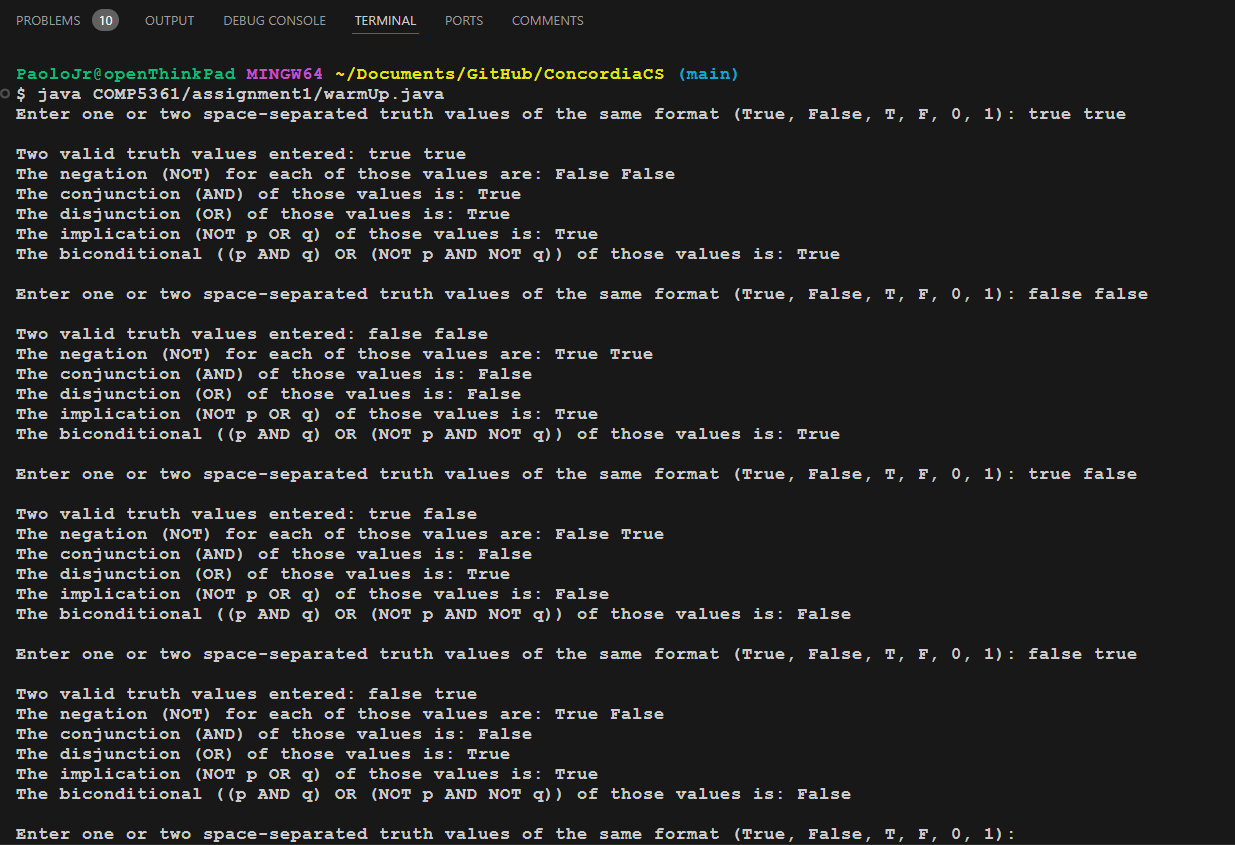 PROBLEMS 10 OUTPUT DEBUG CONSOLE TERMINAL PORTS COMMENTS
PaoloJr@openThinkPad MINGW64 ~/Documents/GitHub/ConcordiaCS (main)
$ java COMP5361/assignment1/warmUp.java
Enter one or two space-separated truth values of the same format (True, False, T, F, 0, 1): true true
Two valid truth values entered: true true
The negation (NOT) for each of those values are: False False
The conjunction (AND) of those values is: True
The disjunction (OR) of those values is: True
The implication (NOT p OR q) of those values is: True
The biconditional ((p AND q) OR (NOT p AND NOT q)) of those values is: True
Enter one or two space-separated truth values of the same format (True, False, T, F, 0, 1): false false
Two valid truth values entered: false false
The negation (NOT) for each of those values are: True True
The conjunction (AND) of those values is: False
The disjunction (OR) of those values is: False
The implication (NOT p OR q) of those values is: True
The biconditional ((p AND q) OR (NOT p AND NOT q)) of those values is: True
Enter one or two space-separated truth values of the same format (True, False, T, F, 0, 1): true false
Two valid truth values entered: true false
The negation (NOT) for each of those values are: False True
The conjunction (AND) of those values is: False
The disjunction (OR) of those values is: True
The implication (NOT p OR q) of those values is: False
The biconditional ((p AND q) OR (NOT p AND NOT q)) of those values is: False
Enter one or two space-separated truth values of the same format (True, False, T, F, 0, 1): false true
Two valid truth values entered: false true
The negation (NOT) for each of those values are: True False
The conjunction (AND) of those values is: False
The disjunction (OR) of those values is: True
The implication (NOT p OR q) of those values is: True
The biconditional ((p AND q) OR (NOT p AND NOT q)) of those values is: False
Enter one or two space-separated truth values of the same format (True, False, T, F, 0, 1):